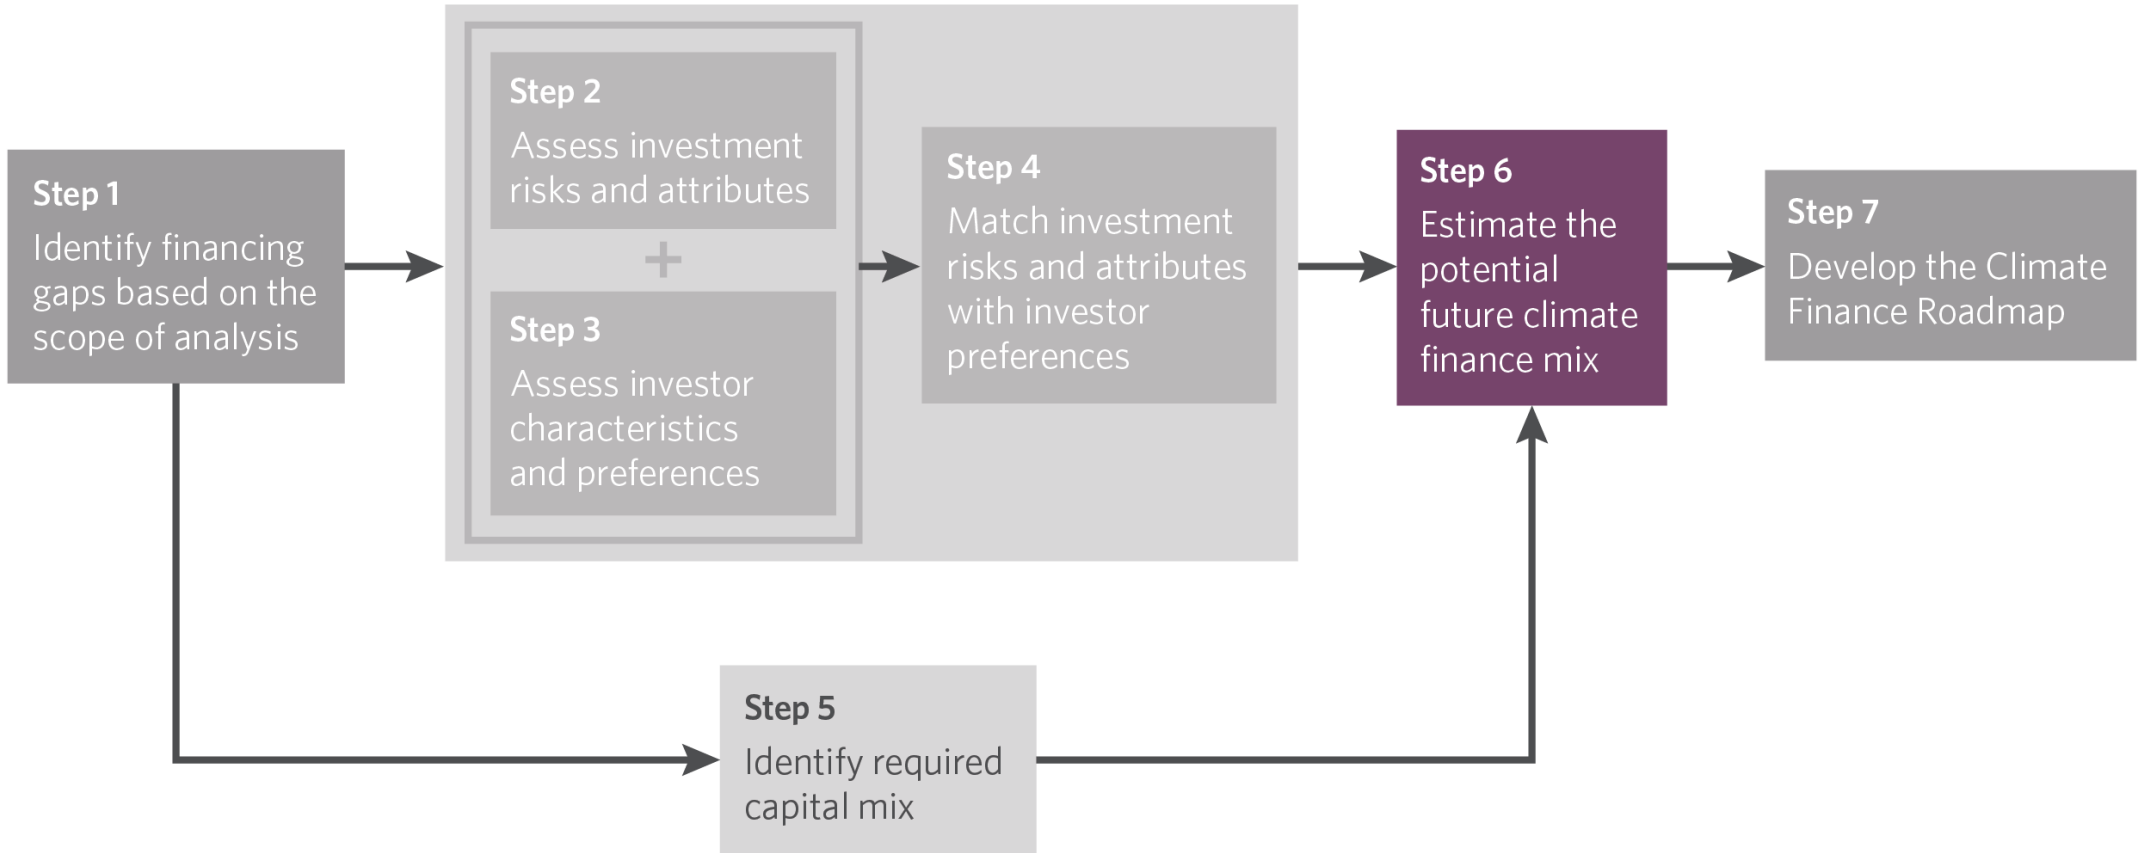 Step 1
Identify financing
gaps based on the
scope of analysis
Step 2
Assess investment
risks and attributes
+
Step 3
Assess investor
characteristics
and preferences
Step 4
Match investment
risks and attributes
with investor
preferences
Step 5
Identify required
capital mix
Step 6
Estimate the
potential
future climate
finance mix
Step 7
Develop the Climate
Finance Roadmap